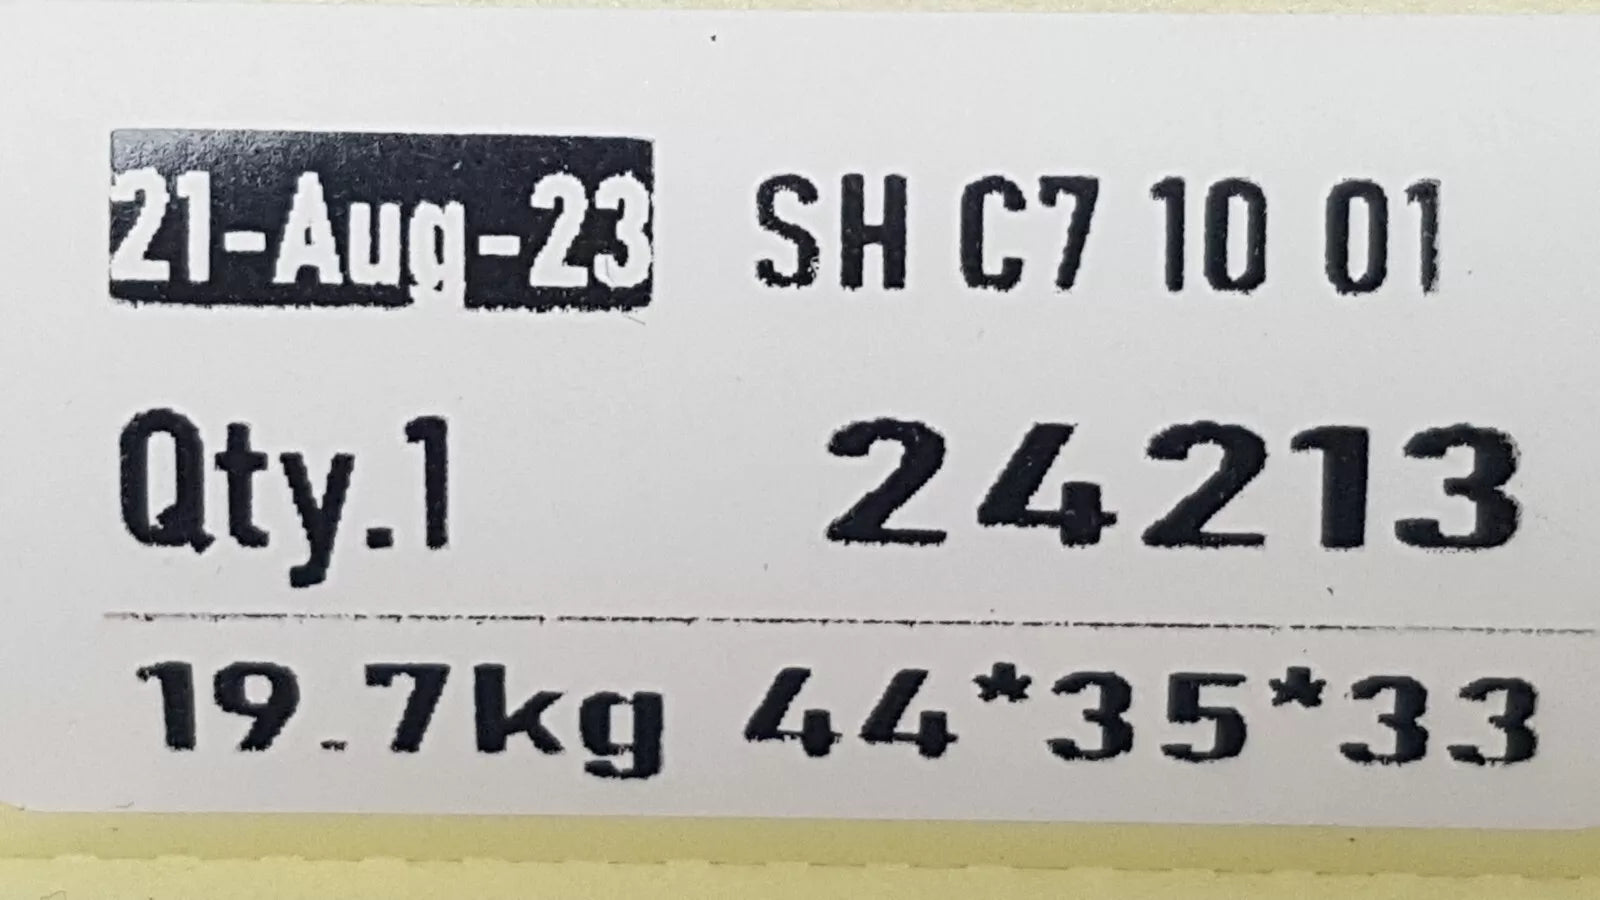 21-Aug-23 SH C7 10 01
Qty.1 24213
19.7kg 44*35*33